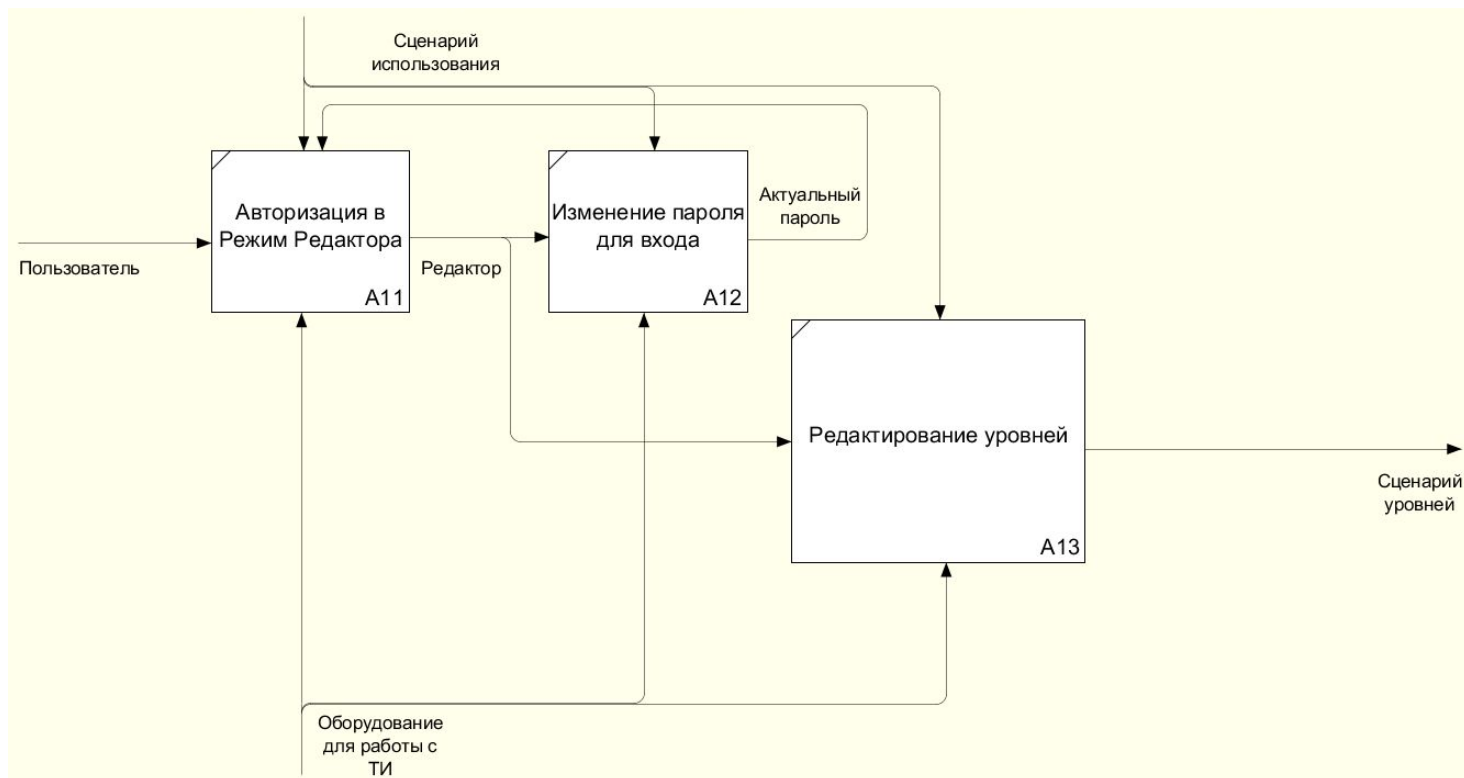 Сценарий
использования
Авторизация в
Режим Редактора
A11
Изменение пароля
для входа
A12
Актуальный
пароль
Пользователь
Редактор
Редактирование уровней
A13
Сценарий
уровней
Оборудование
для работы с
ТИ